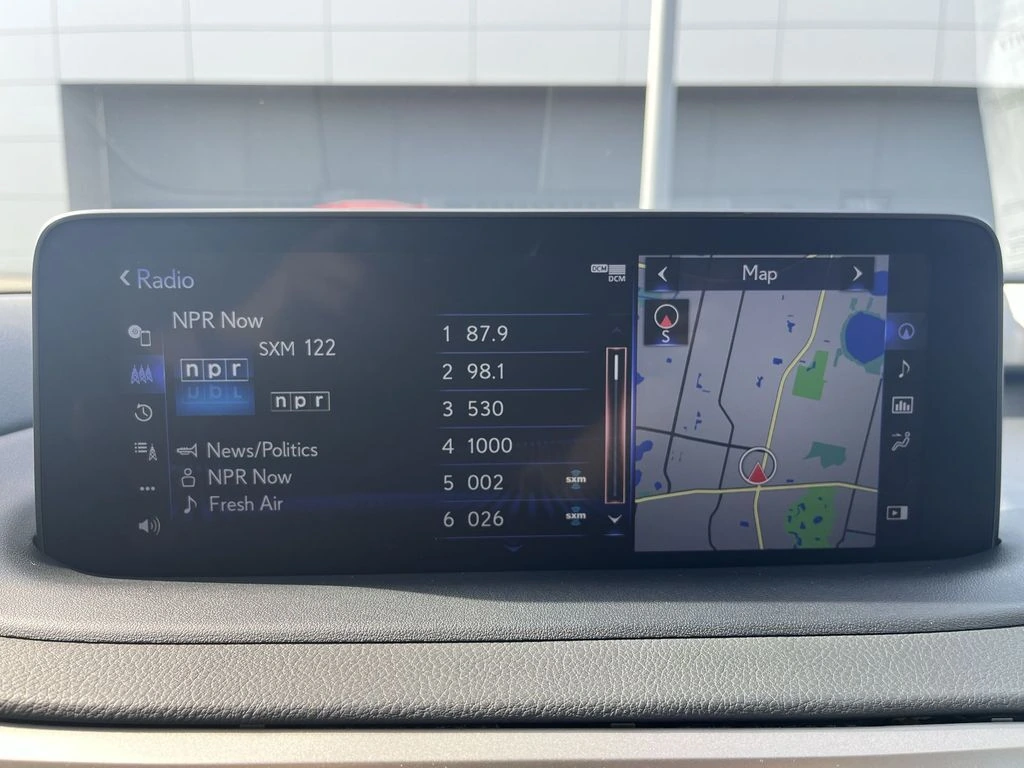 Radio
DCM
DCM
NPR Now
SXM 122
npr
npr
News/Politics
NPR Now
Fresh Air
1 87.9
2 98.1
3 530
4 1000
5 002 sxm
6 026 sxm
Map
S